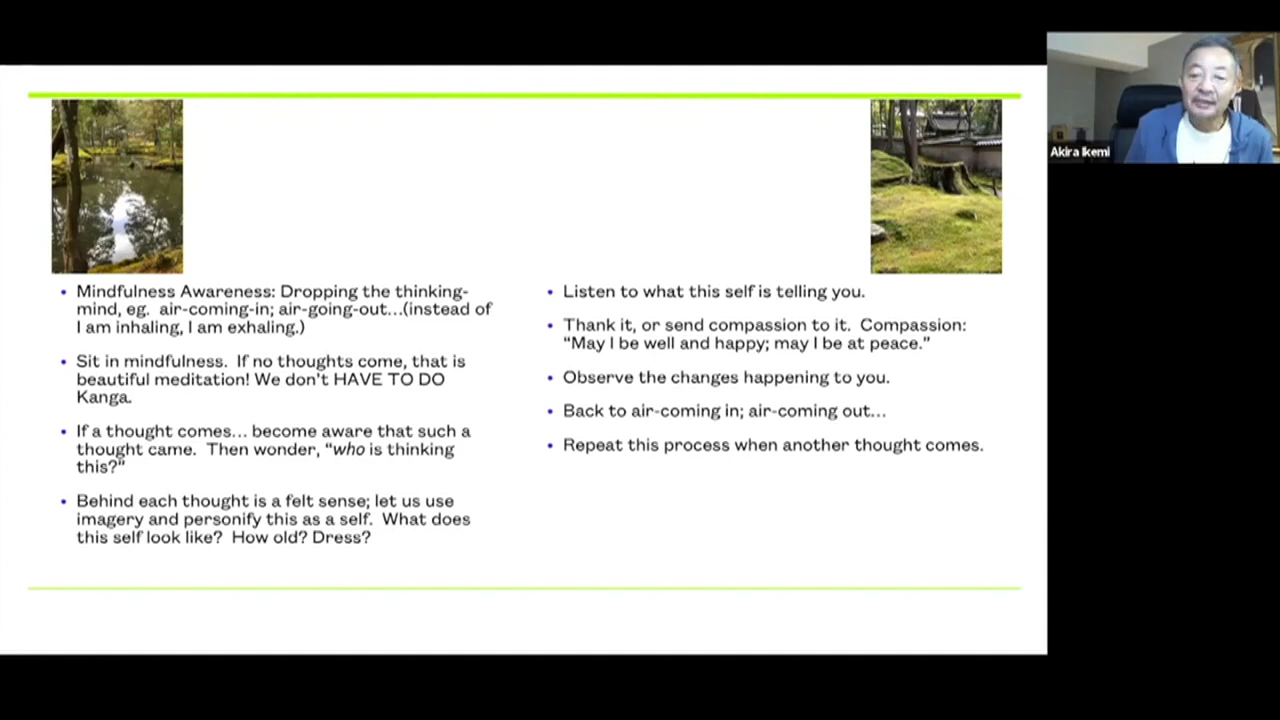 Mindfulness Awareness: Dropping the thinking-
mind, eg. air-coming-in; air-going-out...(instead of
I am inhaling, I am exhaling.)
Sit in mindfulness. If no thoughts come, that is
beautiful meditation! We don't HAVE TO DO
Kanga.
If a thought comes... become aware that such a
thought came. Then wonder, "who is thinking
this?"
Behind each thought is a felt sense; let us use
imagery and personify this as a self. What does
this self look like? How old? Dress?
Listen to what this self is telling you.
Thank it, or send compassion to it. Compassion:
"May I be well and happy; may I be at peace."
Observe the changes happening to you.
Back to air-coming in; air-coming out...
Repeat this process when another thought comes.
Akira Ikemi